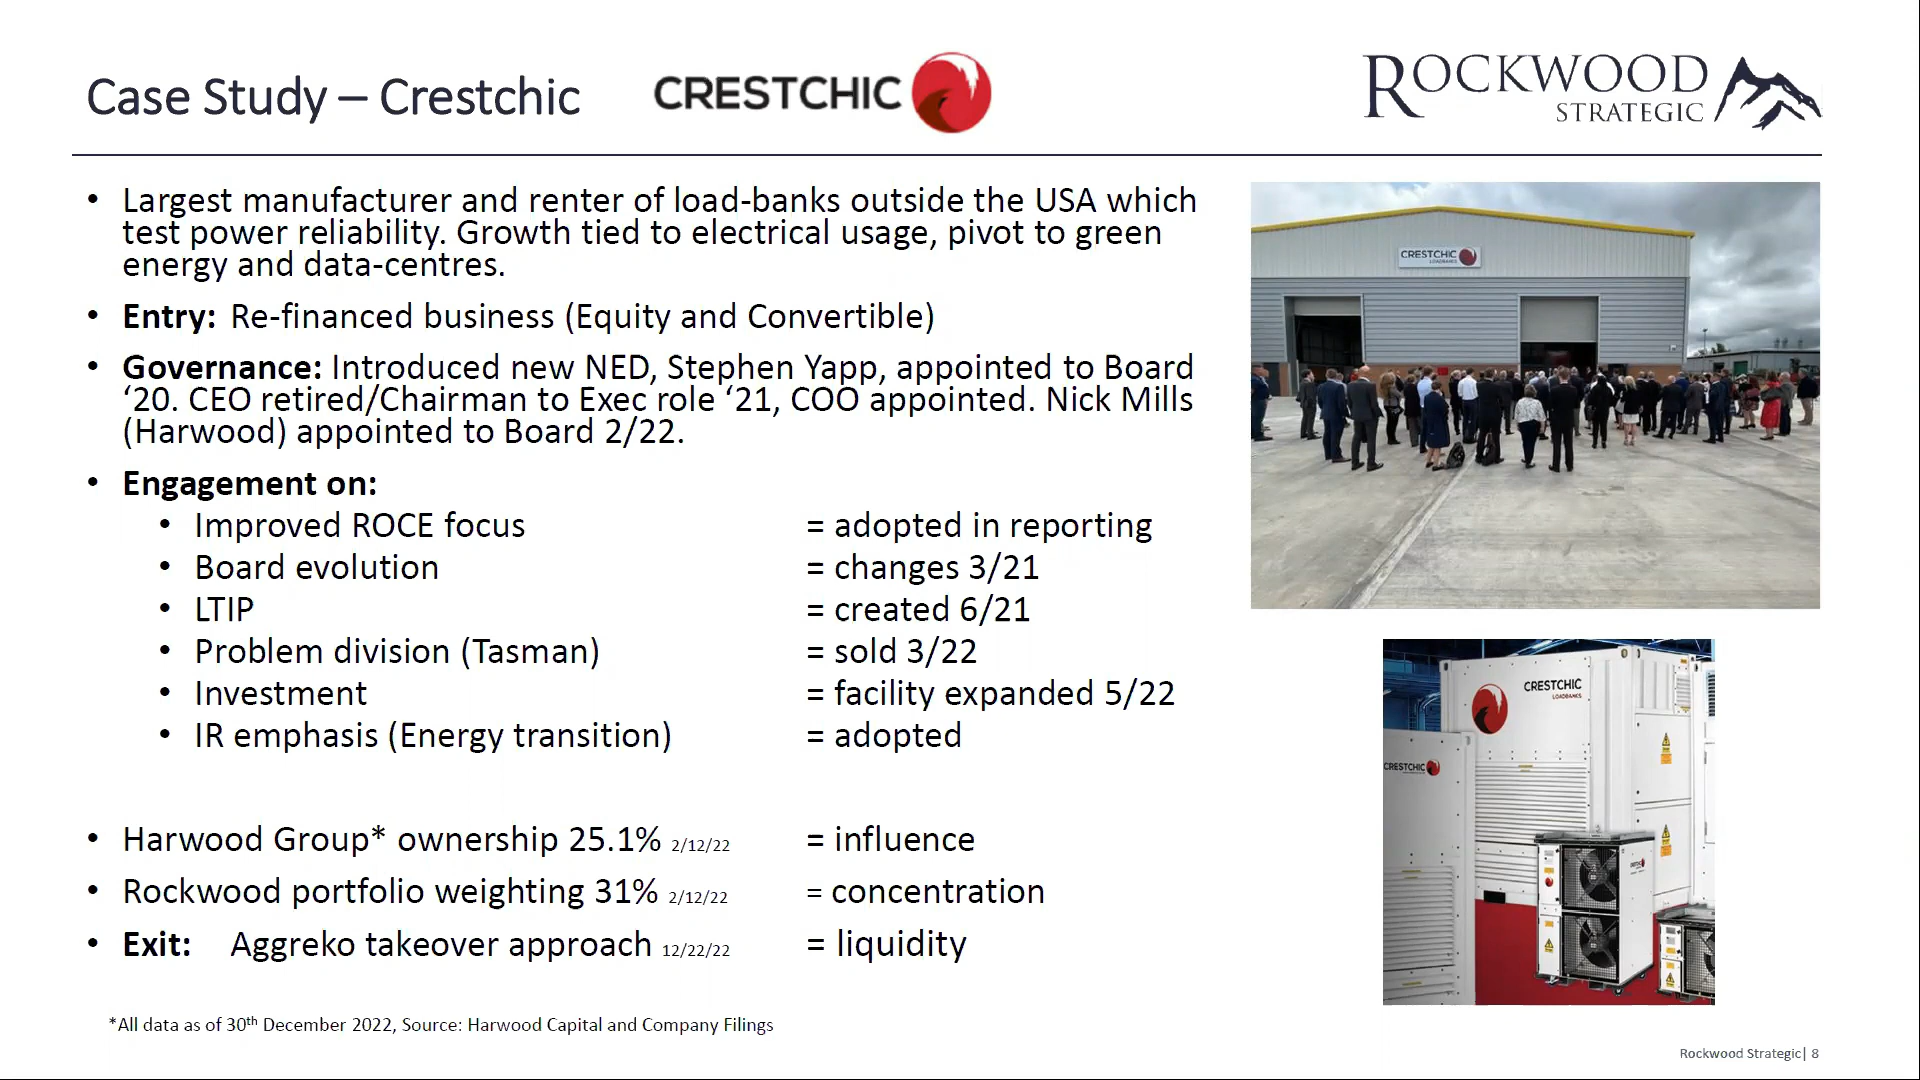 Case Study – Crestchic
CRESTCHIC
ROCKWOOD
STRATEGIC
• Largest manufacturer and renter of load-banks outside the USA which
test power reliability. Growth tied to electrical usage, pivot to green
energy and data-centres.
• Entry: Re-financed business (Equity and Convertible)
• Governance: Introduced new NED, Stephen Yapp, appointed to Board
‘20. CEO retired/Chairman to Exec role ‘21, COO appointed. Nick Mills
(Harwood) appointed to Board 2/22.
• Engagement on:
• Improved ROCE focus = adopted in reporting
• Board evolution = changes 3/21
• LTIP = created 6/21
• Problem division (Tasman) = sold 3/22
• Investment = facility expanded 5/22
• IR emphasis (Energy transition) = adopted
• Harwood Group* ownership 25.1% 2/12/22 = influence
• Rockwood portfolio weighting 31% 2/12/22 = concentration
• Exit: Aggreko takeover approach 12/22/22 = liquidity
*All data as of 30th December 2022, Source: Harwood Capital and Company Filings
CRESTCHIC
LOADBANKS
CRESTCHIC
LOADBANKS
CRESTCHIC
Rockwood Strategic| 8